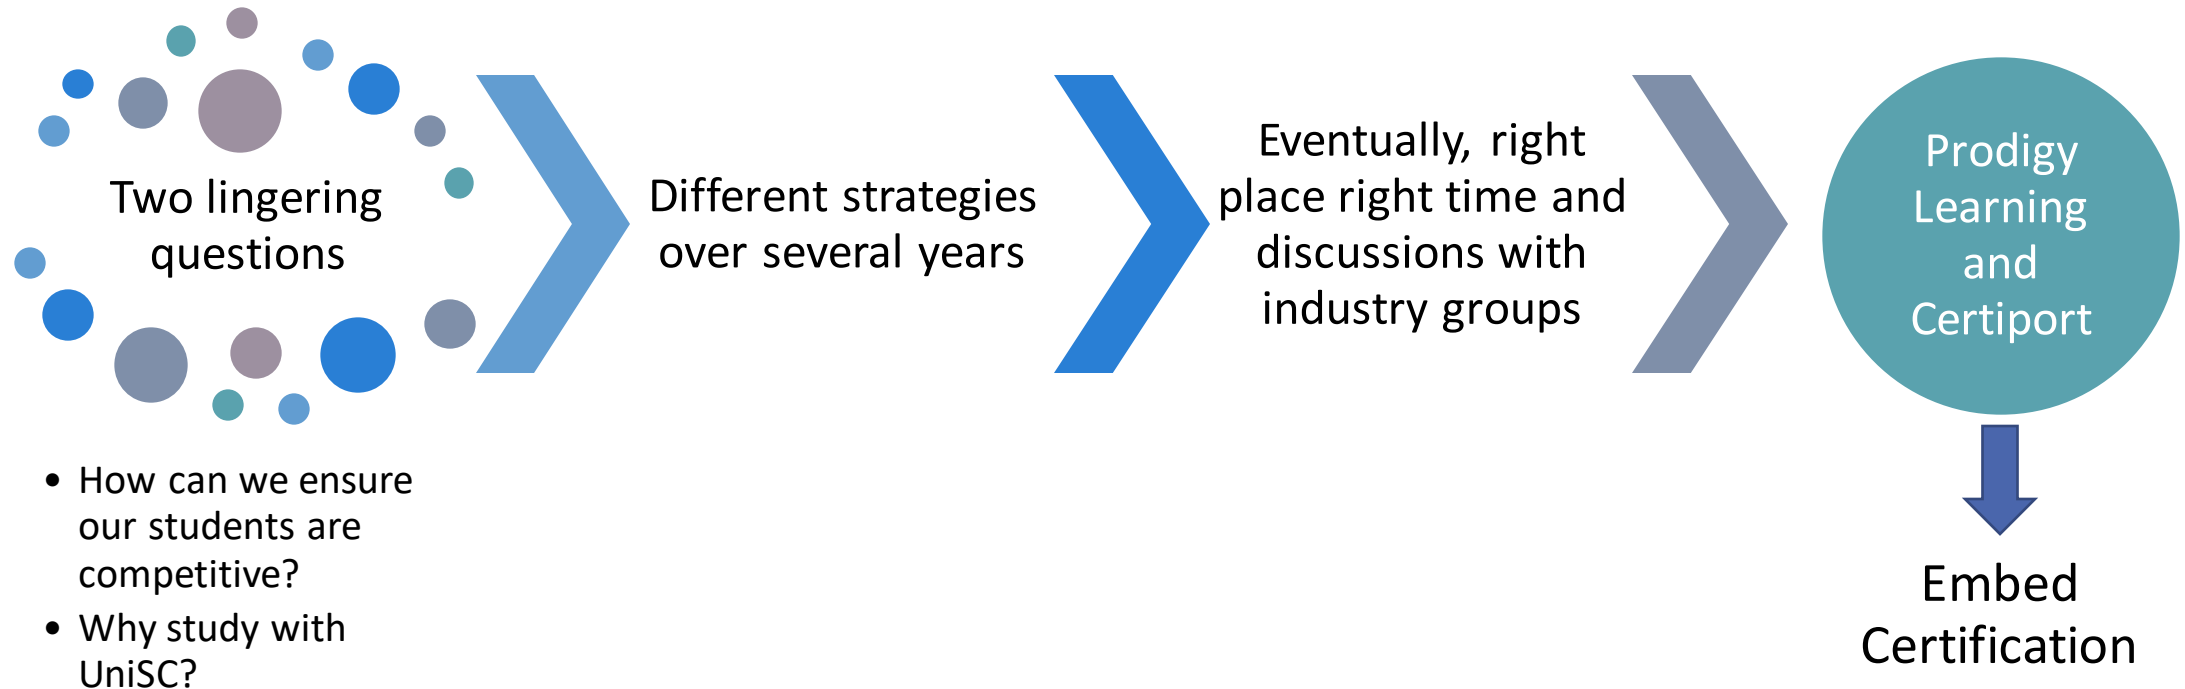 Two lingering
questions
• How can we ensure
our students are
competitive?
• Why study with
UniSC?
Different strategies
over several years
Eventually, right
place right time and
discussions with
industry groups
Prodigy
Learning
and
Certiport
Embed
Certification